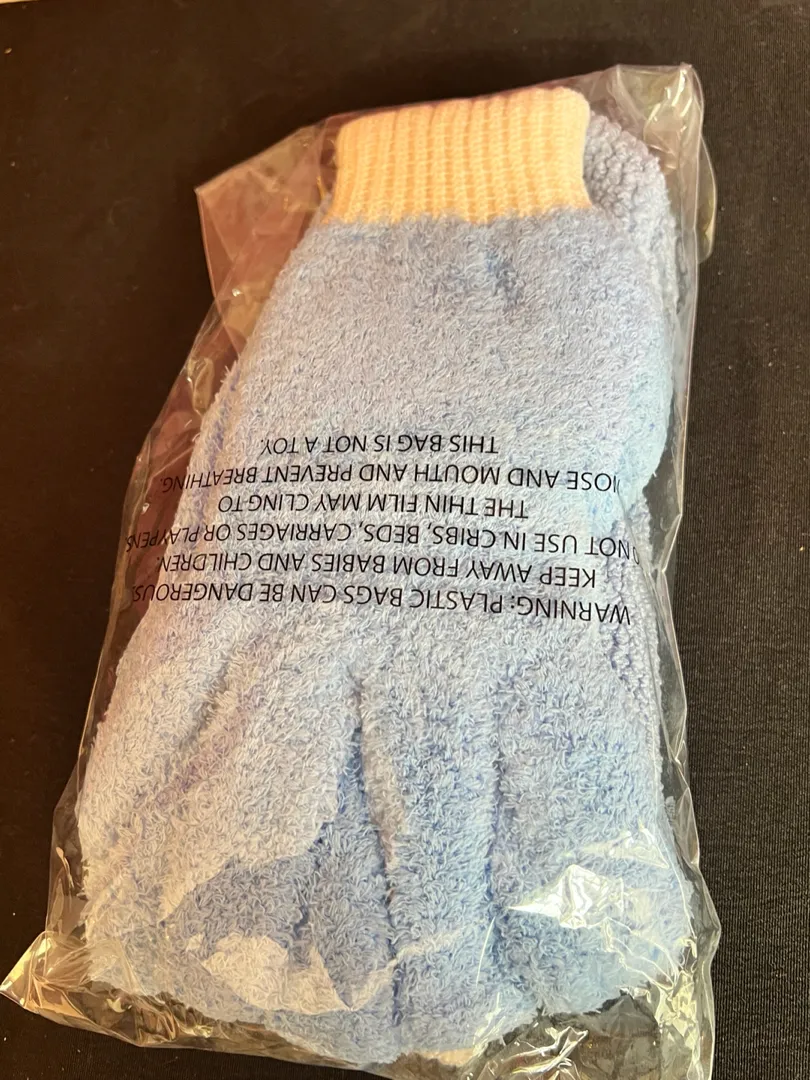 WARNING: PLASTIC BAGS CAN BE DANGEROUS.
KEEP AWAY FROM BABIES AND CHILDREN.
DO NOT USE IN CRIBS, BEDS, CARRIAGES OR PLAYPENS
THE THIN FILM MAY CLING TO
NOSE AND MOUTH AND PREVENT BREATHING.
THIS BAG IS NOT A TOY.